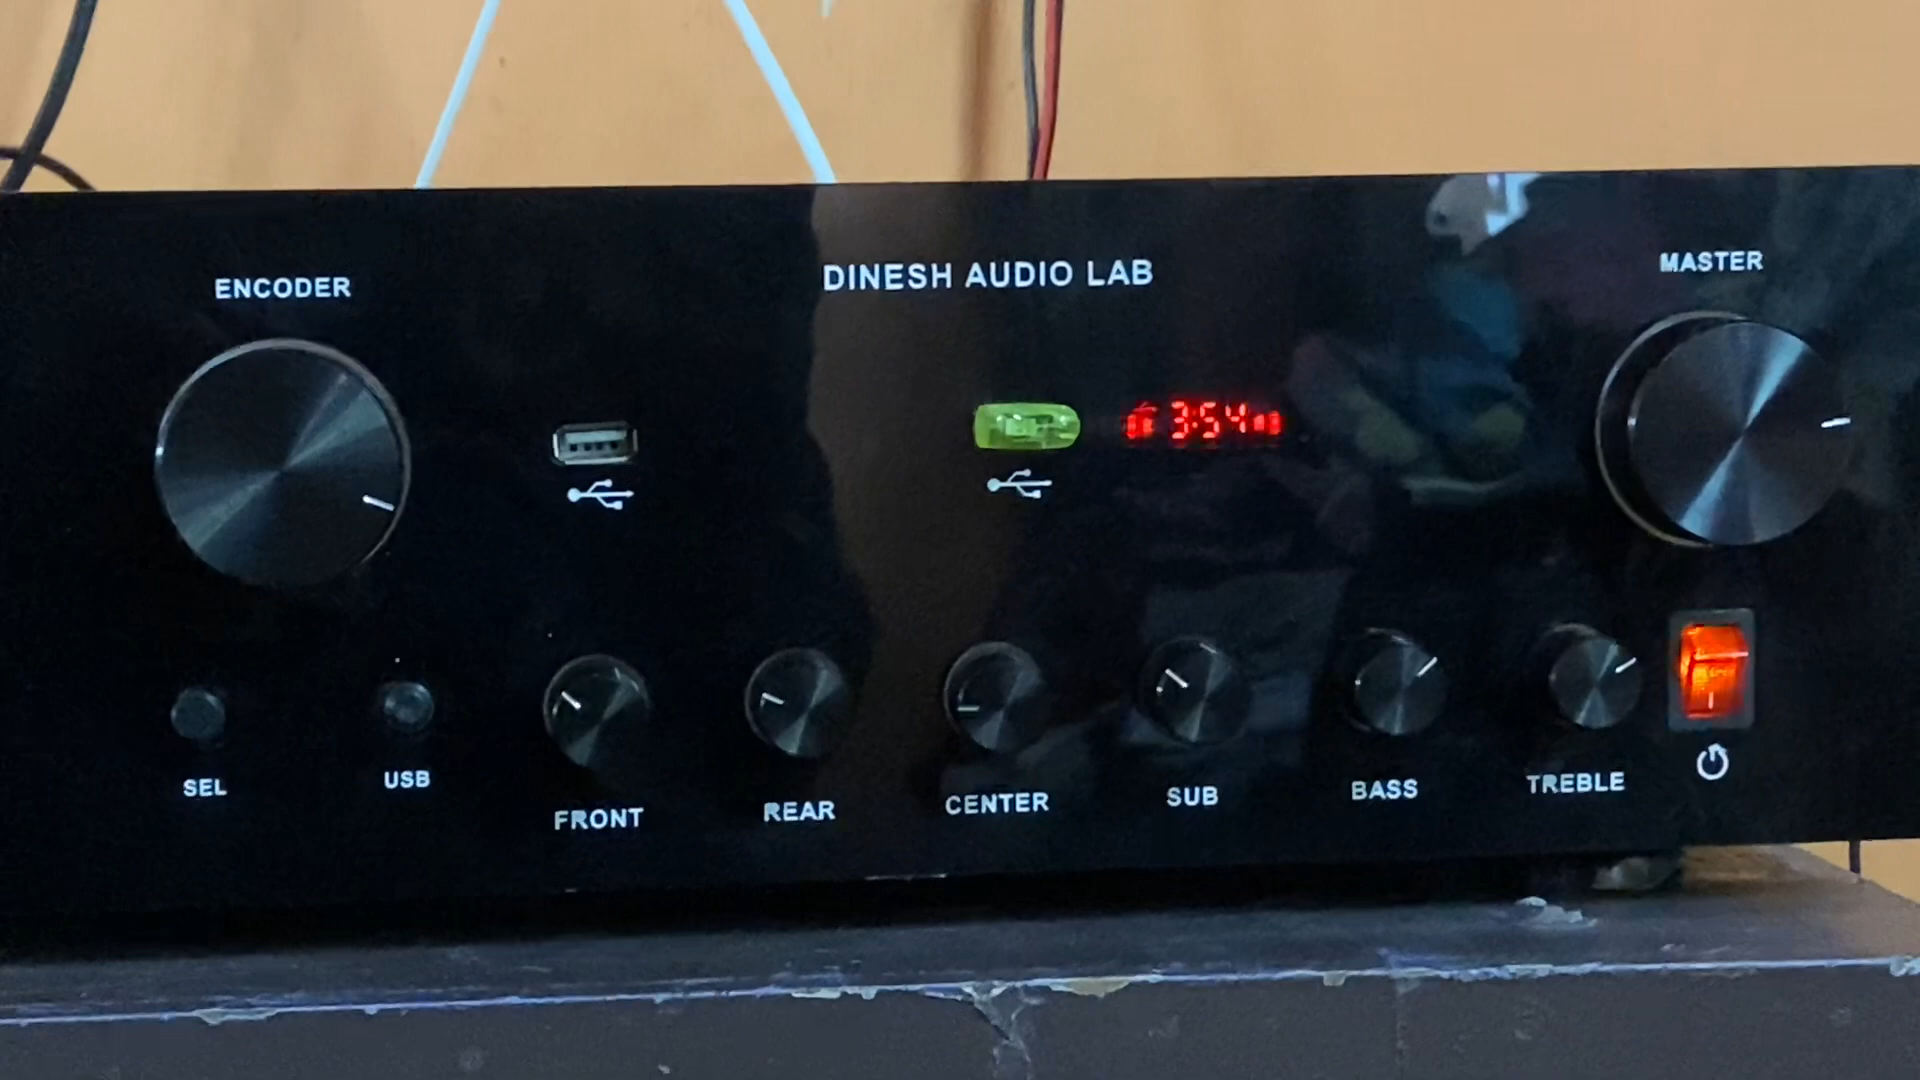 ENCODER
DINESH AUDIO LAB
MASTER
3:54
SEL
USB
FRONT
REAR
CENTER
SUB
BASS
TREBLE